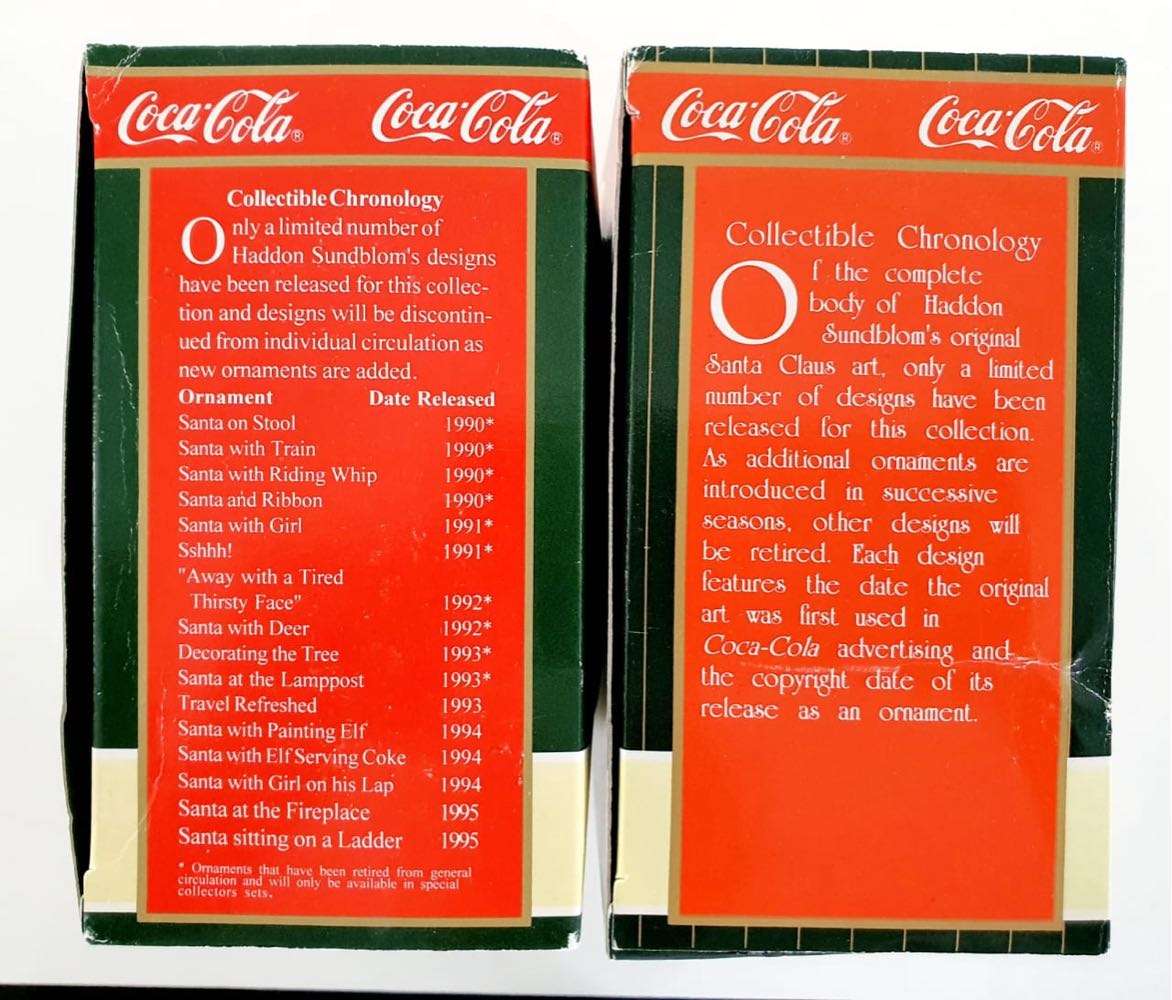 Coca-Cola® Coca-Cola®
Collectible Chronology
Only a limited number of
Haddon Sundblom's designs
have been released for this collec-
tion and designs will be discontin-
ued from individual circulation as
new ornaments are added.
Ornament Date Released
Santa on Stool 1990*
Santa with Train 1990*
Santa with Riding Whip 1990*
Santa and Ribbon 1990*
Santa with Girl 1991*
Sshhh! 1991*
"Away with a Tired
Thirsty Face" 1992*
Santa with Deer 1992*
Decorating the Tree 1993*
Santa at the Lamppost 1993*
Travel Refreshed 1993
Santa with Painting Elf 1994
Santa with Elf Serving Coke 1994
Santa with Girl on his Lap 1994
Santa at the Fireplace 1995
Santa sitting on a Ladder 1995
* Ornaments that have been retired from general
circulation and will only be available in special
collectors sets.
Coca-Cola® Coca-Cola®
Collectible Chronology
Of the complete
body of Haddon
Sundblom's original
Santa Claus art, only a limited
number of designs have been
released for this collection.
As additional ornaments are
introduced in successive
seasons, other designs will
be retired. Each design
features the date the original
art was first used in
Coca-Cola advertising and
the copyright date of its
release as an ornament.